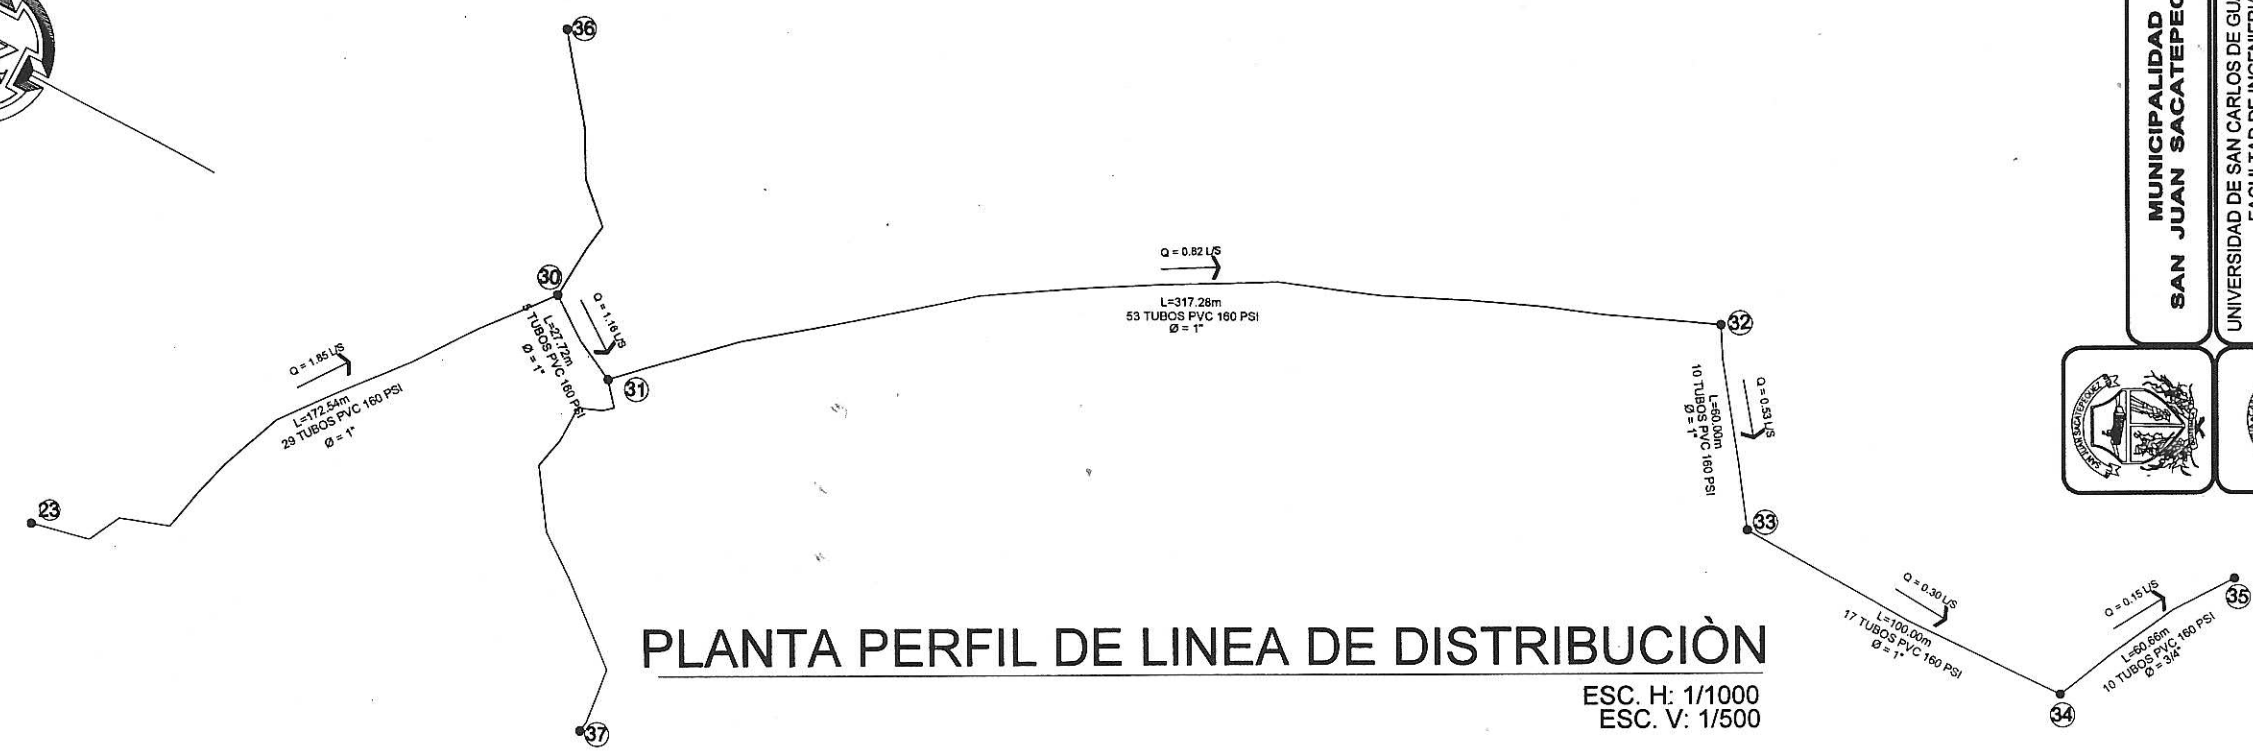 36
MUNICIPALIDAD
UNIVERSIDAD DE SAN CARLOS DE
30
Q = 1.16 L/S
L=27.72m
5 TUBOS PVC 160 PSI
Ø = 1"
Q = 0.82 L/S
L=317.28m
53 TUBOS PVC 160 PSI
Ø = 1"
32
Q = 1.85 L/S
L=172.54m
29 TUBOS PVC 160 PSI
Ø = 1"
31
Q = 0.53 L/S
L=60.00m
10 TUBOS PVC 160 PSI
Ø = 1"
SAN JUAN SACATEPEQUEZ
23
33
Q = 0.30 L/S
L=100.00m
17 TUBOS PVC 160 PSI
Ø = 1"
Q = 0.15 L/S
L=60.66m
10 TUBOS PVC 160 PSI
Ø = 3/4"
35
34
PLANTA PERFIL DE LINEA DE DISTRIBUCIÒN
ESC. H: 1/1000
ESC. V: 1/500
37